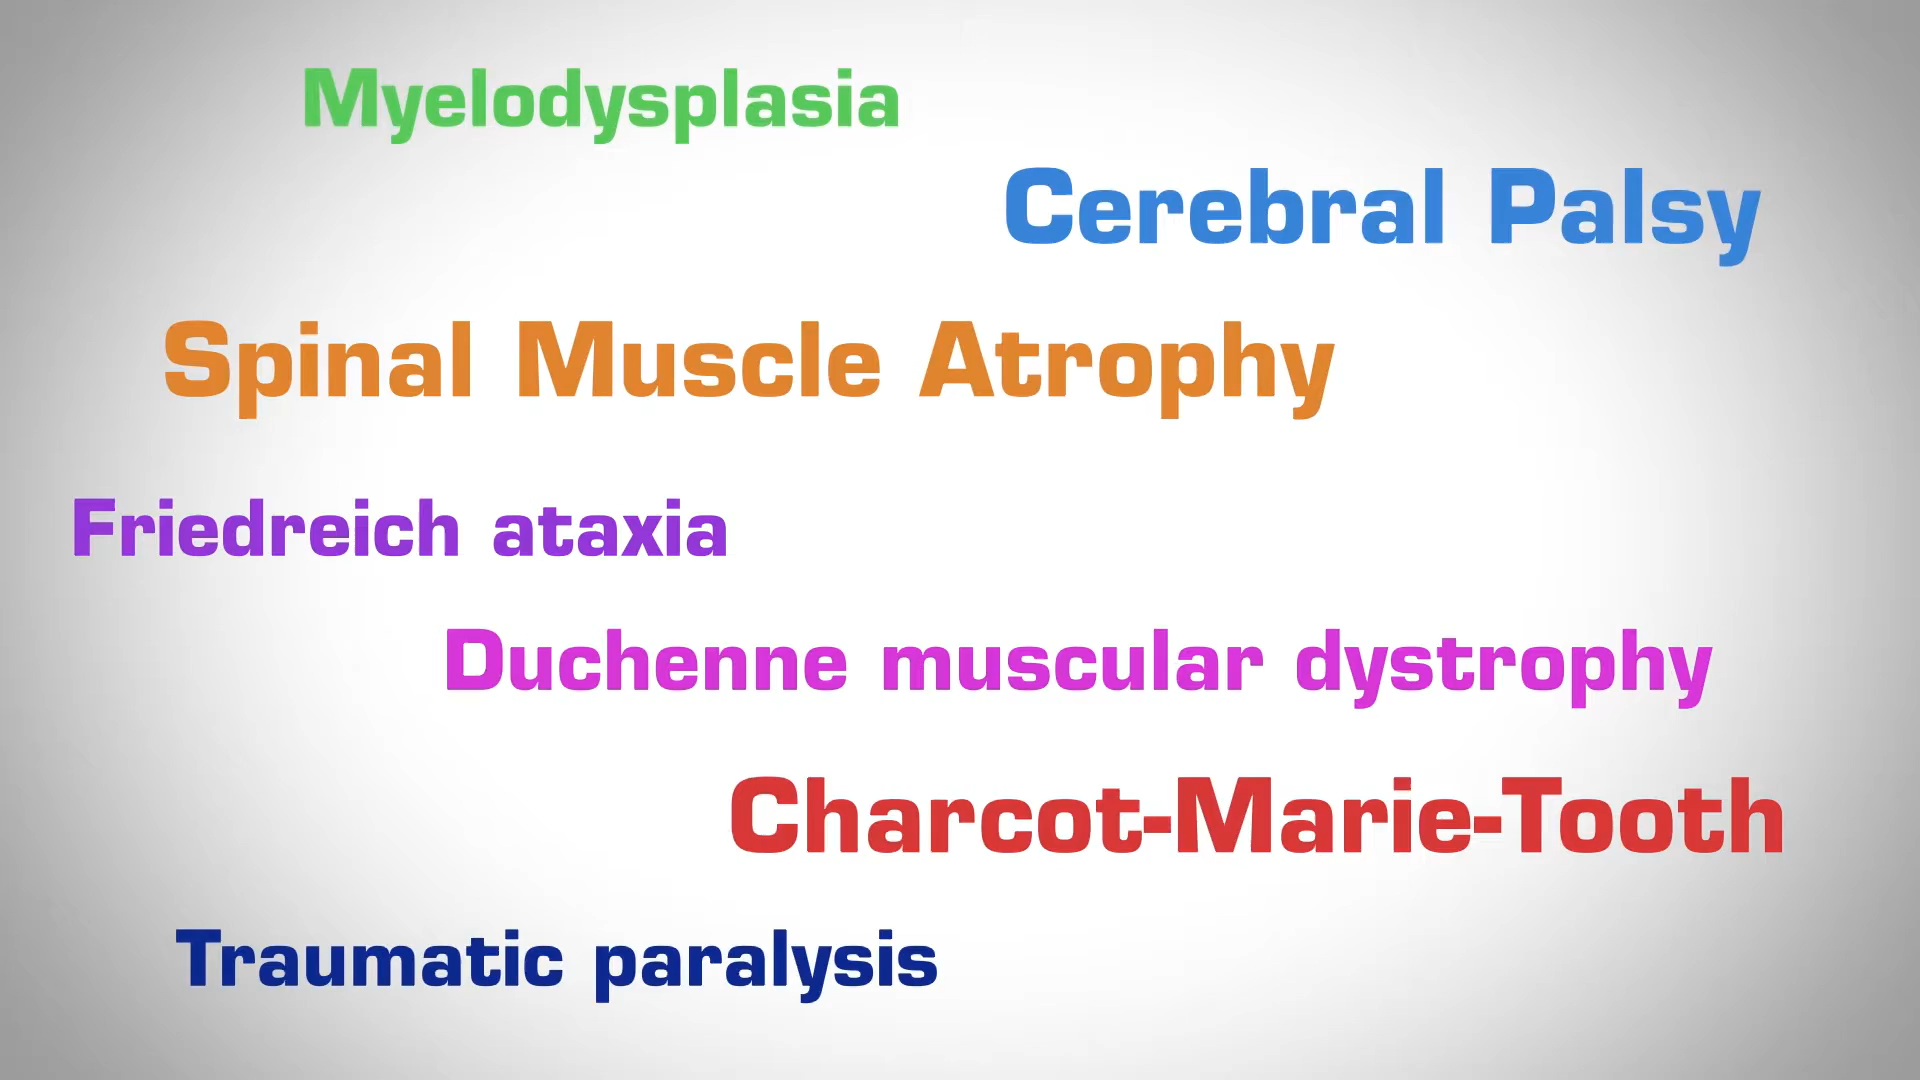 Myelodysplasia
Cerebral Palsy
Spinal Muscle Atrophy
Friedreich ataxia
Duchenne muscular dystrophy
Charcot-Marie-Tooth
Traumatic paralysis